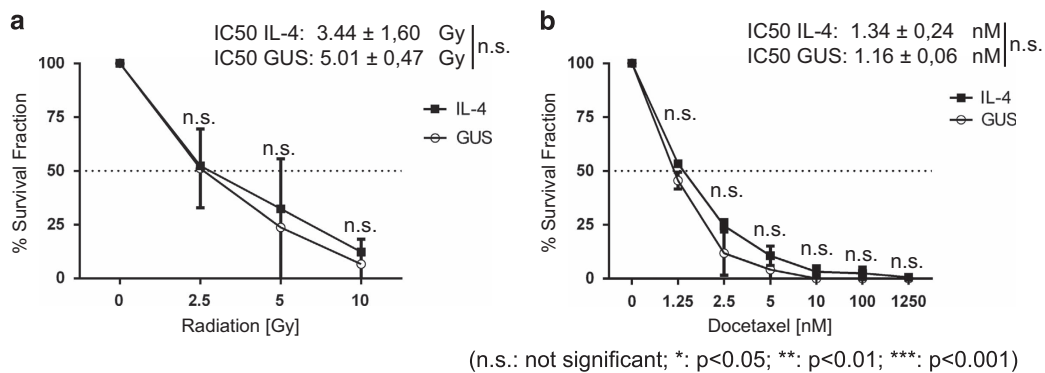 a
IC50 IL-4: 3.44 ± 1,60 Gy
IC50 GUS: 5.01 ± 0,47 Gy
n.s.
100
75
50
25
0
% Survival Fraction
n.s.
n.s.
n.s.
IL-4
GUS
0 2.5 5 10
Radiation [Gy]
b
IC50 IL-4: 1.34 ± 0,24 nM
IC50 GUS: 1.16 ± 0,06 nM
n.s.
100
75
50
25
0
% Survival Fraction
n.s.
n.s.
n.s.
n.s.
n.s.
n.s.
IL-4
GUS
0 1.25 2.5 5 10 100 1250
Docetaxel [nM]
(n.s.: not significant; *: p<0.05; **: p<0.01; ***: p<0.001)